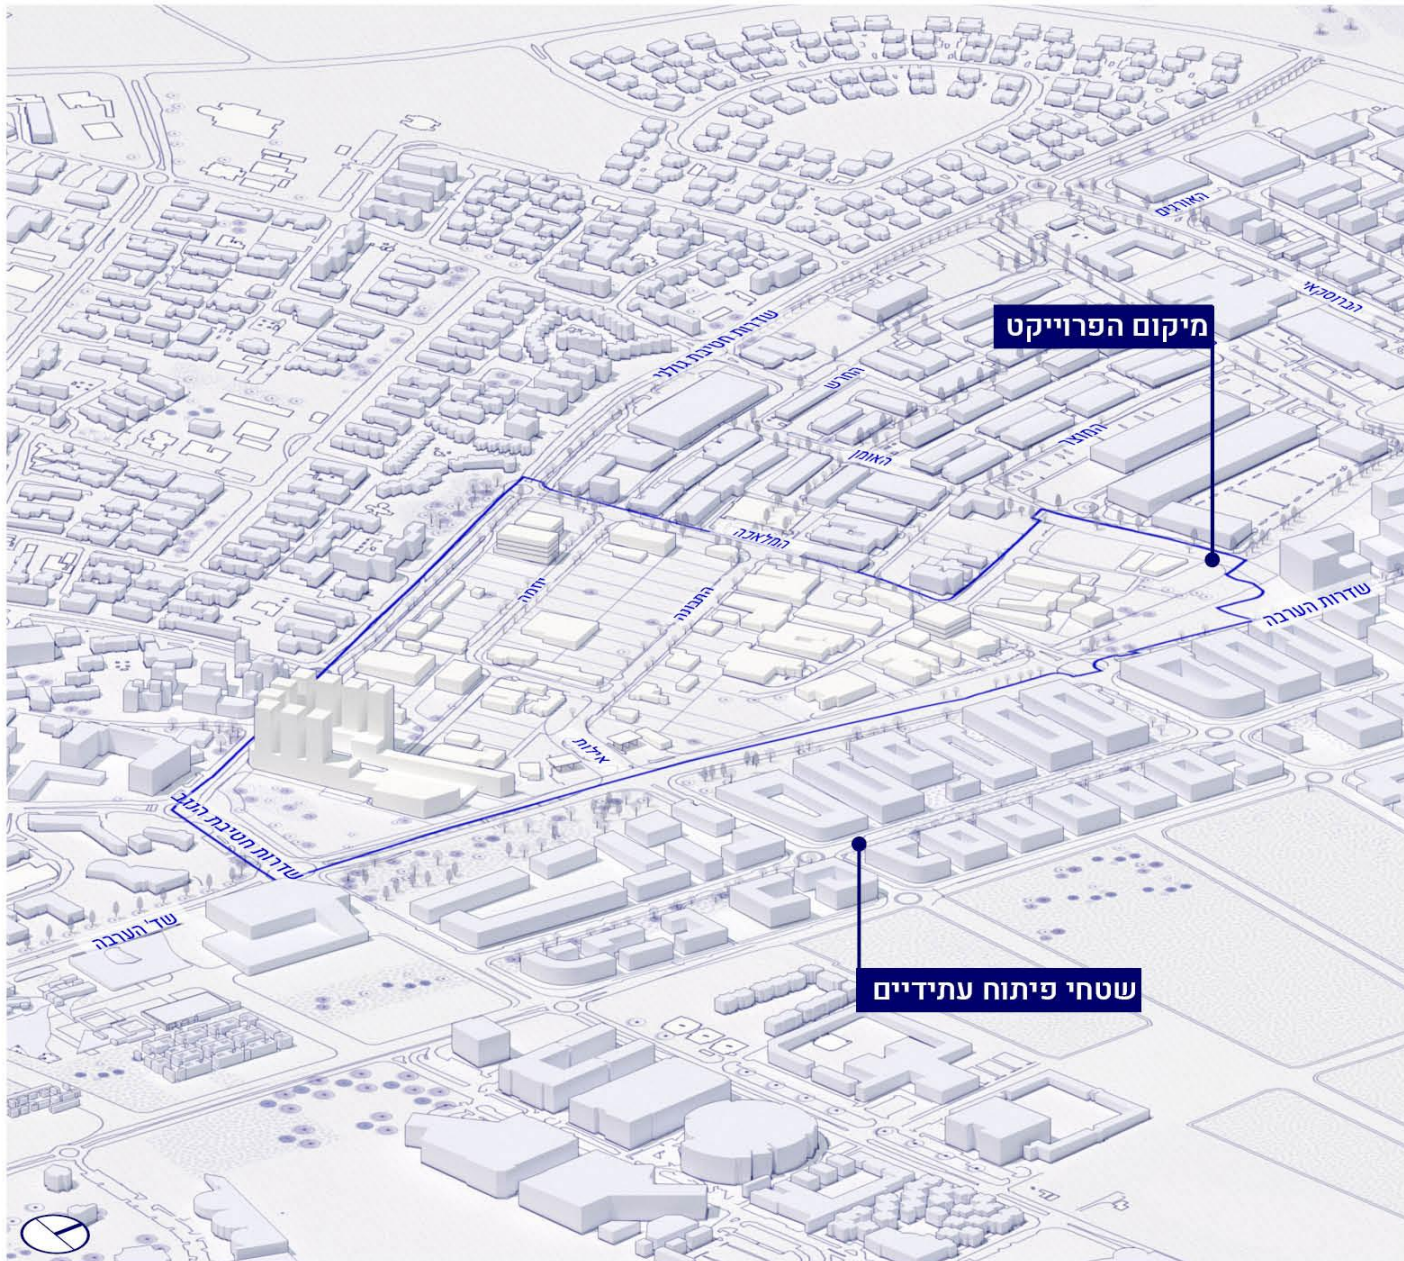 האורגים
הברוסקאי
מיקום הפרוייקט
שדרות חטיבת גולני
החרש
המוצר
האומן
המלאכה
יוזמה
התבונה
שדרות הערבה
אילות
שדרות חטיבת הנגב
שד' הערבה
שטחי פיתוח עתידיים